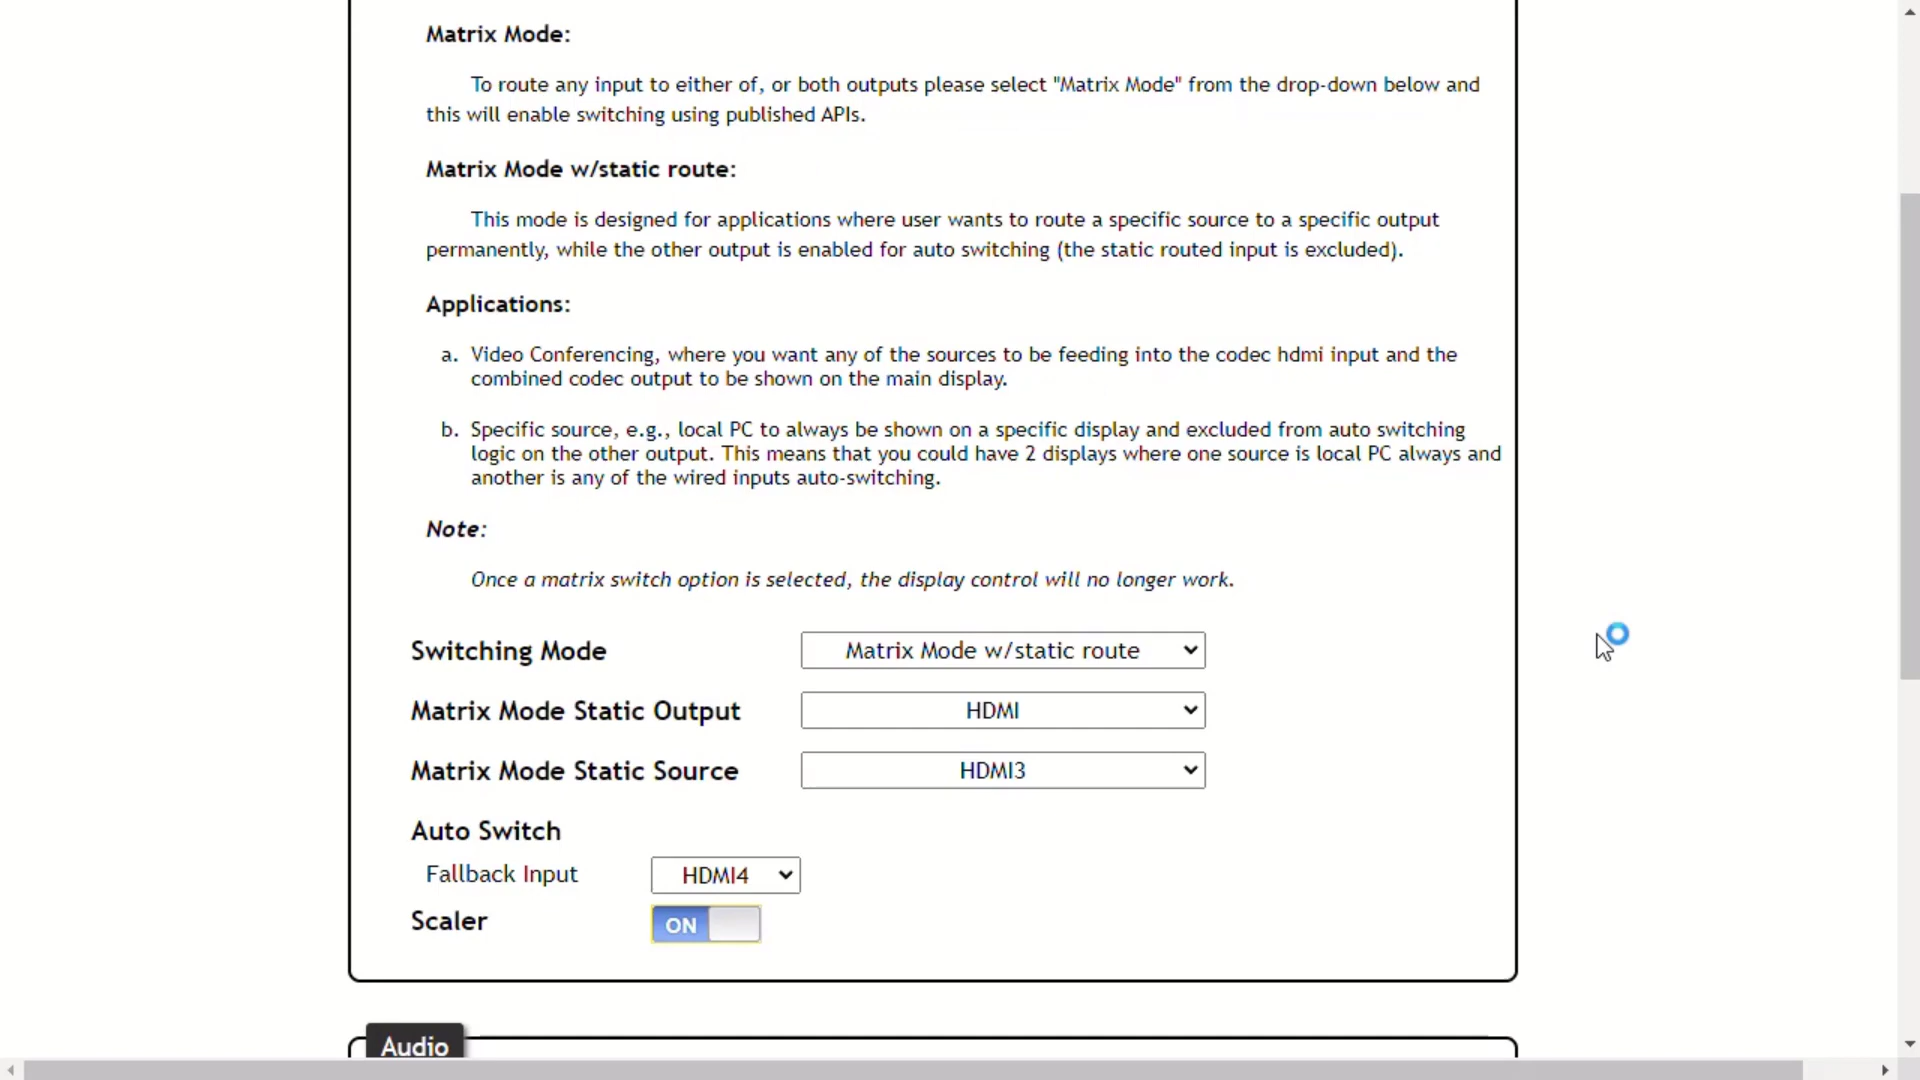 Matrix Mode:
To route any input to either of, or both outputs please select "Matrix Mode" from the drop-down below and
this will enable switching using published APIs.
Matrix Mode w/static route:
This mode is designed for applications where user wants to route a specific source to a specific output
permanently, while the other output is enabled for auto switching (the static routed input is excluded).
Applications:
a. Video Conferencing, where you want any of the sources to be feeding into the codec hdmi input and the
combined codec output to be shown on the main display.
b. Specific source, e.g., local PC to always be shown on a specific display and excluded from auto switching
logic on the other output. This means that you could have 2 displays where one source is local PC always and
another is any of the wired inputs auto-switching.
Note:
Once a matrix switch option is selected, the display control will no longer work.
Switching Mode Matrix Mode w/static route
Matrix Mode Static Output HDMI
Matrix Mode Static Source HDMI3
Auto Switch
Fallback Input HDMI4
Scaler ON
Audio